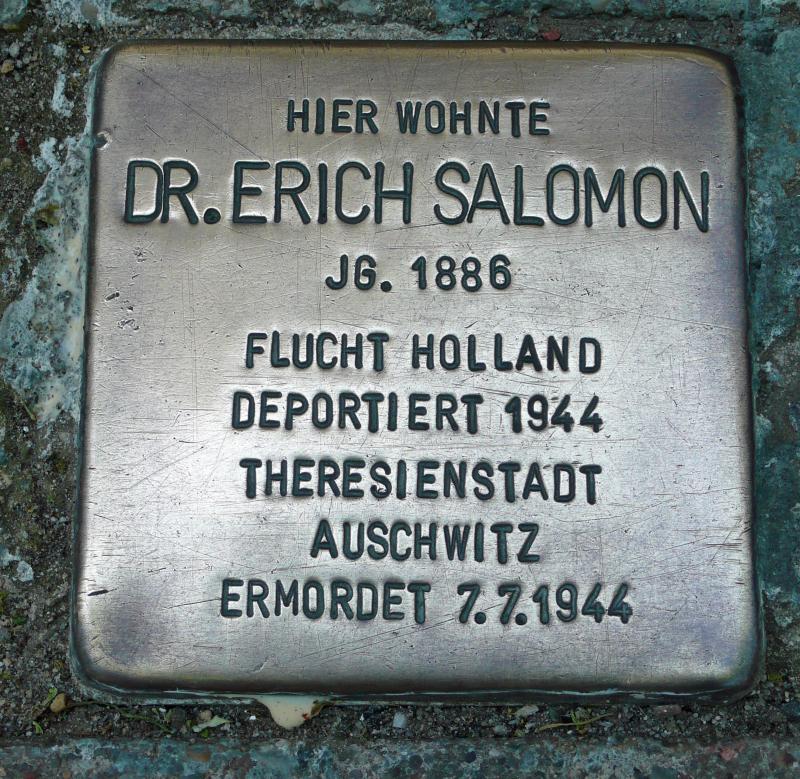 HIER WOHNTE
DR. ERICH SALOMON
JG. 1886
FLUCHT HOLLAND
DEPORTIERT 1944
THERESIENSTADT
AUSCHWITZ
ERMORDET 7.7.1944